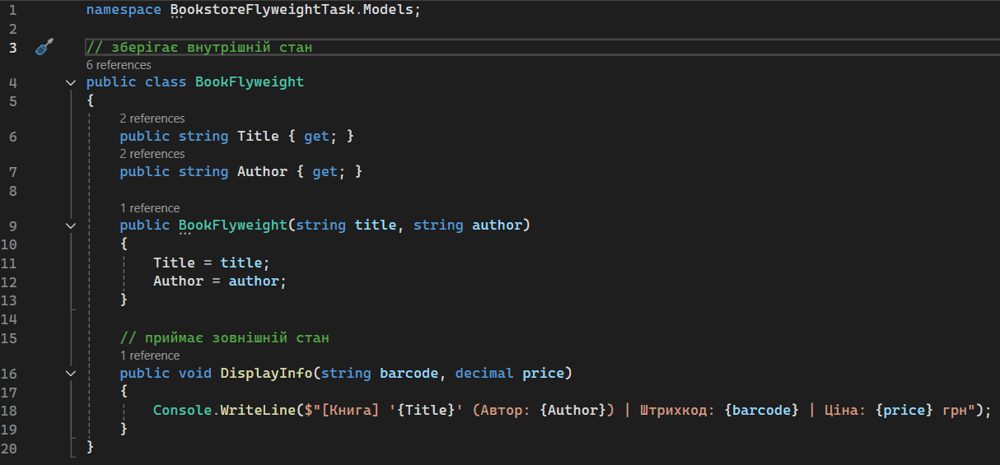 1 namespace BookstoreFlyweightTask.Models;
2
3 // зберігає внутрішній стан
6 references
4 public class BookFlyweight
5 {
2 references
6 public string Title { get; }
2 references
7 public string Author { get; }
8
1 reference
9 public BookFlyweight(string title, string author)
10 {
11 Title = title;
12 Author = author;
13 }
14
15 // приймає зовнішній стан
1 reference
16 public void DisplayInfo(string barcode, decimal price)
17 {
18 Console.WriteLine($"[Книга] '{Title}' (Автор: {Author}) | Штрихкод: {barcode} | Ціна: {price} грн");
19 }
20 }